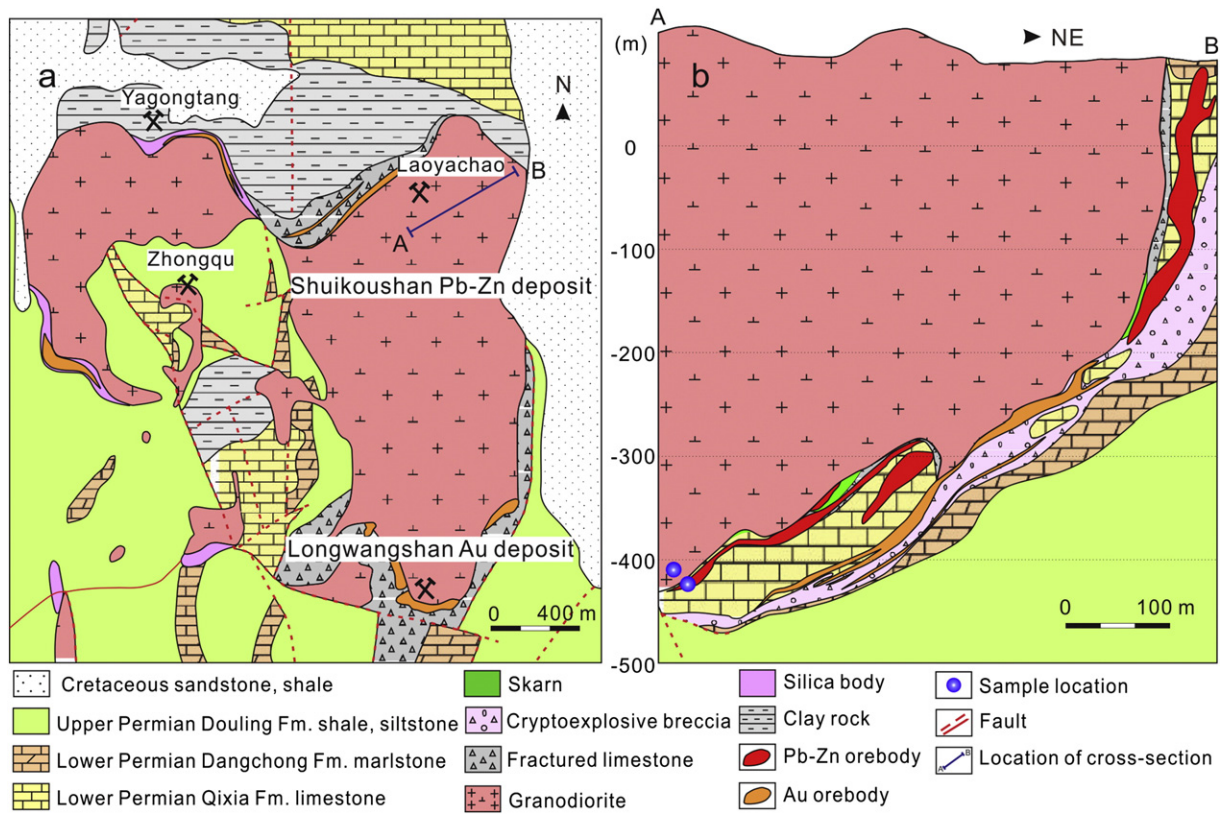 a
Yagongtang
N
Laoyachao
B
A
Zhongqu
Shuikoushan Pb-Zn deposit
Longwangshan Au deposit
0 400 m
A
(m)
NE
B
b
0
-100
-200
-300
-400
-500
0 100 m
Cretaceous sandstone, shale
Upper Permian Douling Fm. shale, siltstone
Lower Permian Dangchong Fm. marlstone
Lower Permian Qixia Fm. limestone
Skarn
Cryptoexplosive breccia
Fractured limestone
Granodiorite
Silica body
Clay rock
Pb-Zn orebody
Au orebody
Sample location
Fault
A B
Location of cross-section